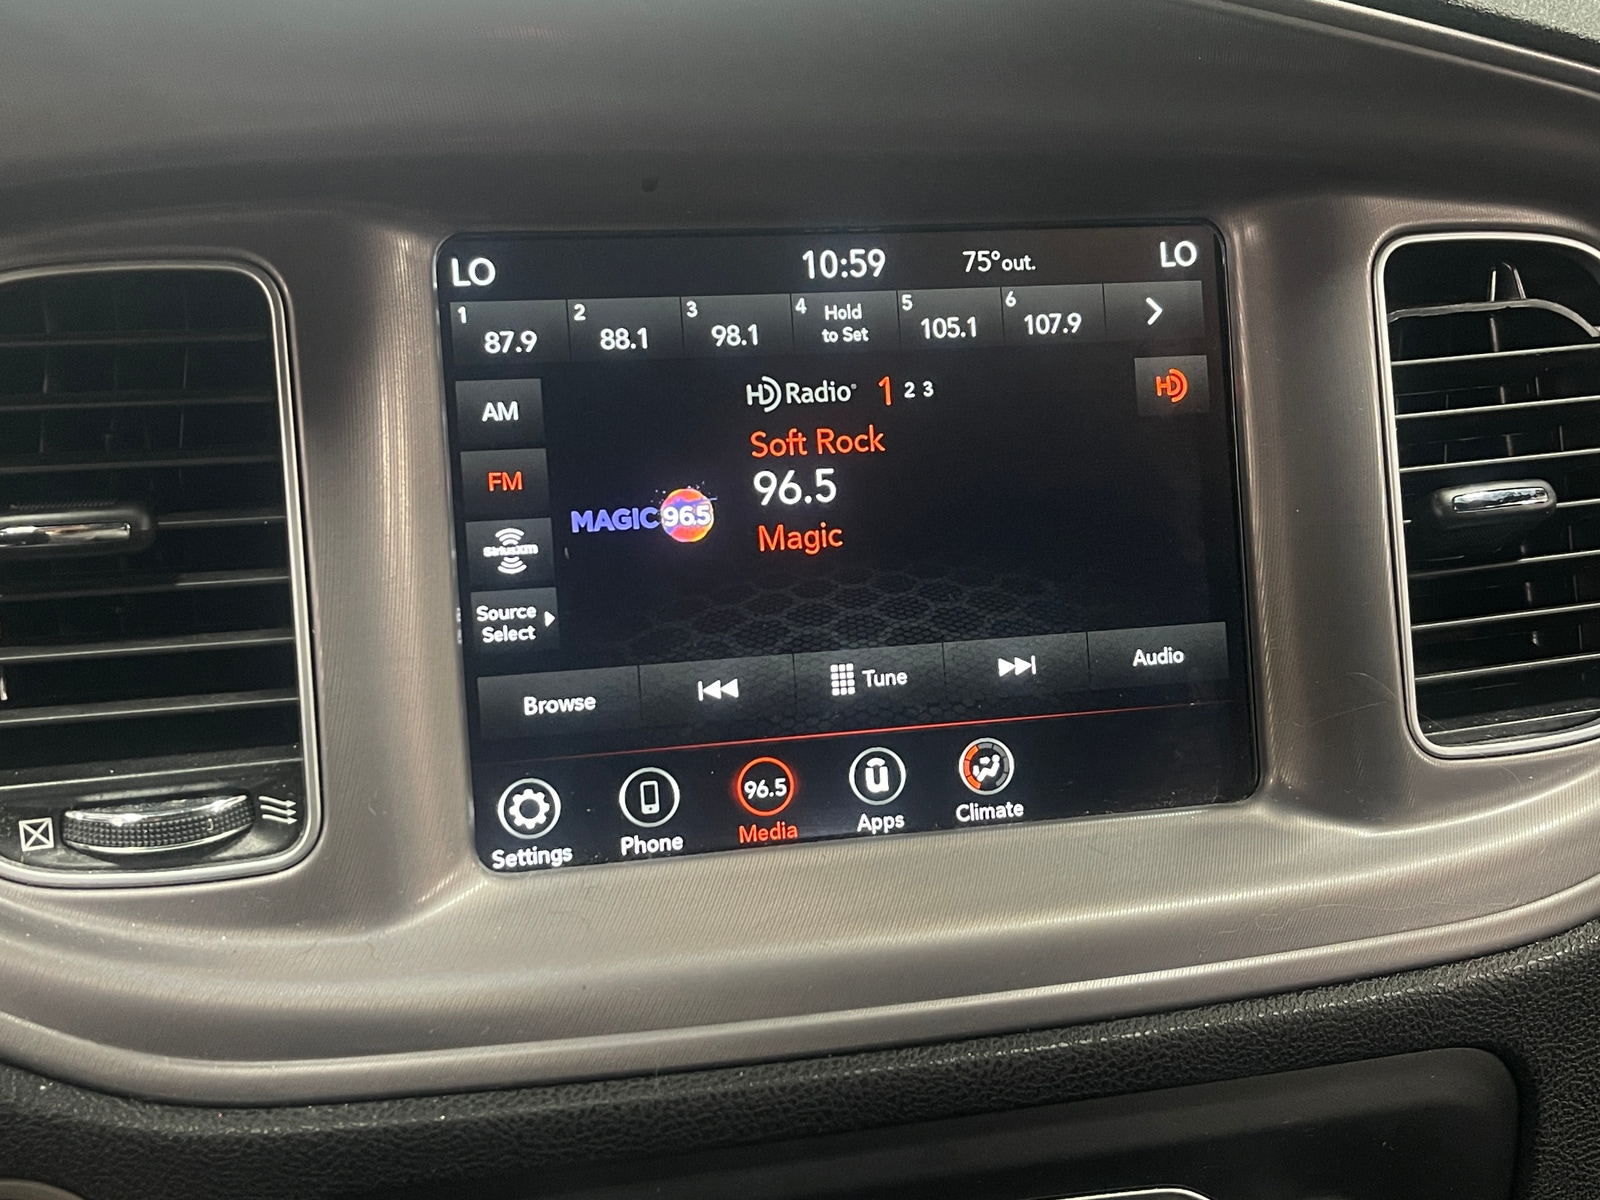 LO 10:59 75°out. LO
1 87.9 2 88.1 3 98.1 4 Hold to Set 5 105.1 6 107.9
AM
HD Radio® 1 2 3
HD
Soft Rock
FM
96.5
MAGIC 96.5
Magic
SiriusXM
Source
Select
Browse Tune Audio
96.5
Settings Phone Media Apps Climate